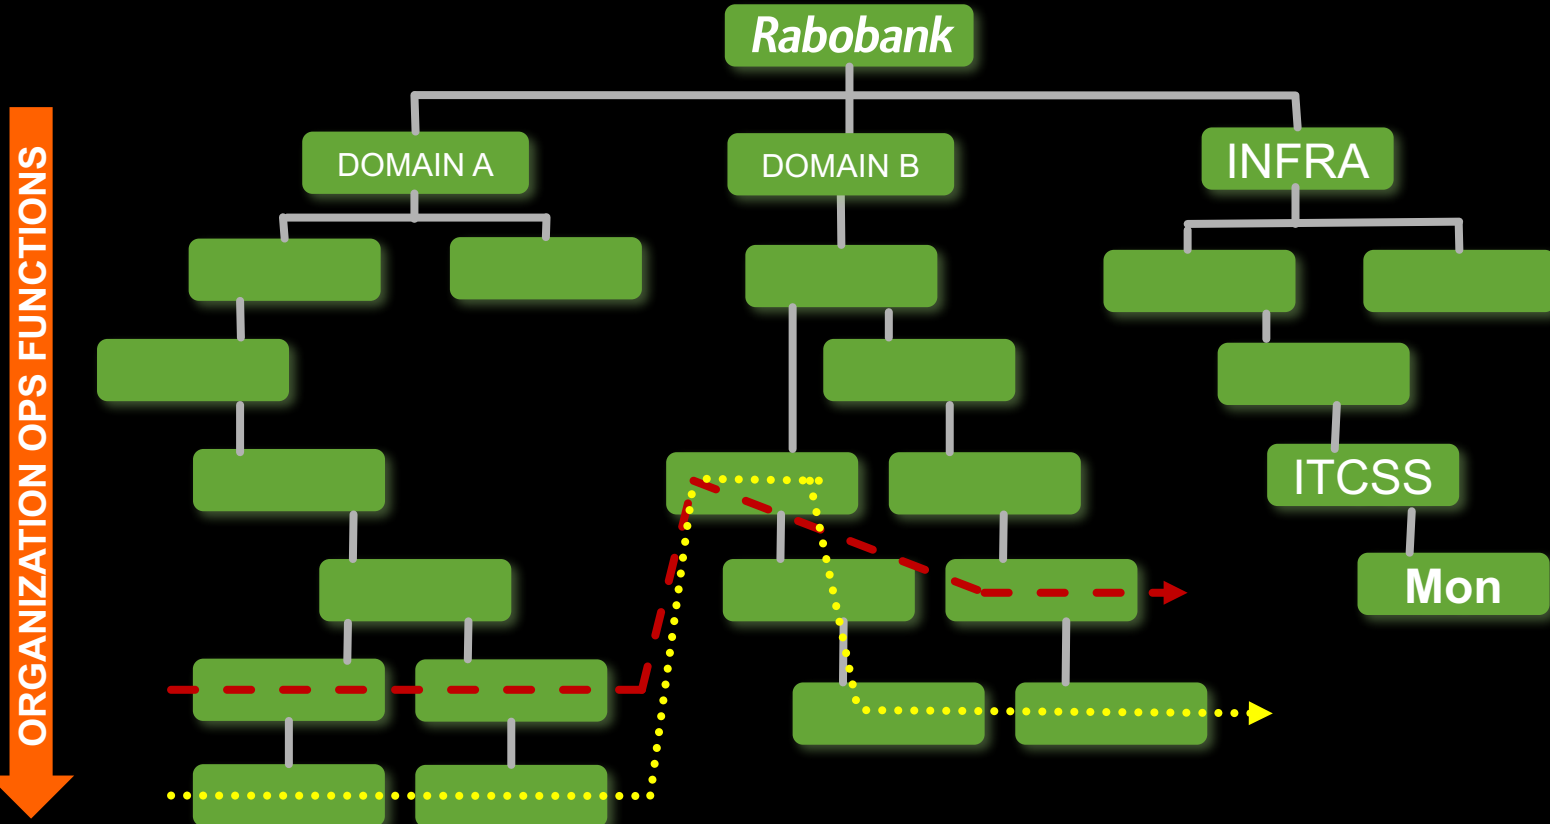 Rabobank
DOMAIN A
DOMAIN B
INFRA
ORGANIZATION OPS FUNCTIONS
ITCSS
Mon